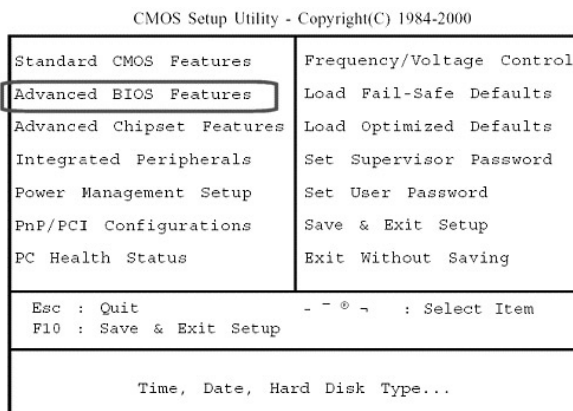 CMOS Setup Utility - Copyright(C) 1984-2000
Standard CMOS Features
Advanced BIOS Features
Advanced Chipset Features
Integrated Peripherals
Power Management Setup
PnP/PCI Configurations
PC Health Status
Frequency/Voltage Control
Load Fail-Safe Defaults
Load Optimized Defaults
Set Supervisor Password
Set User Password
Save & Exit Setup
Exit Without Saving
Esc : Quit
F10 : Save & Exit Setup
- ¯ ® ¬ : Select Item
Time, Date, Hard Disk Type...